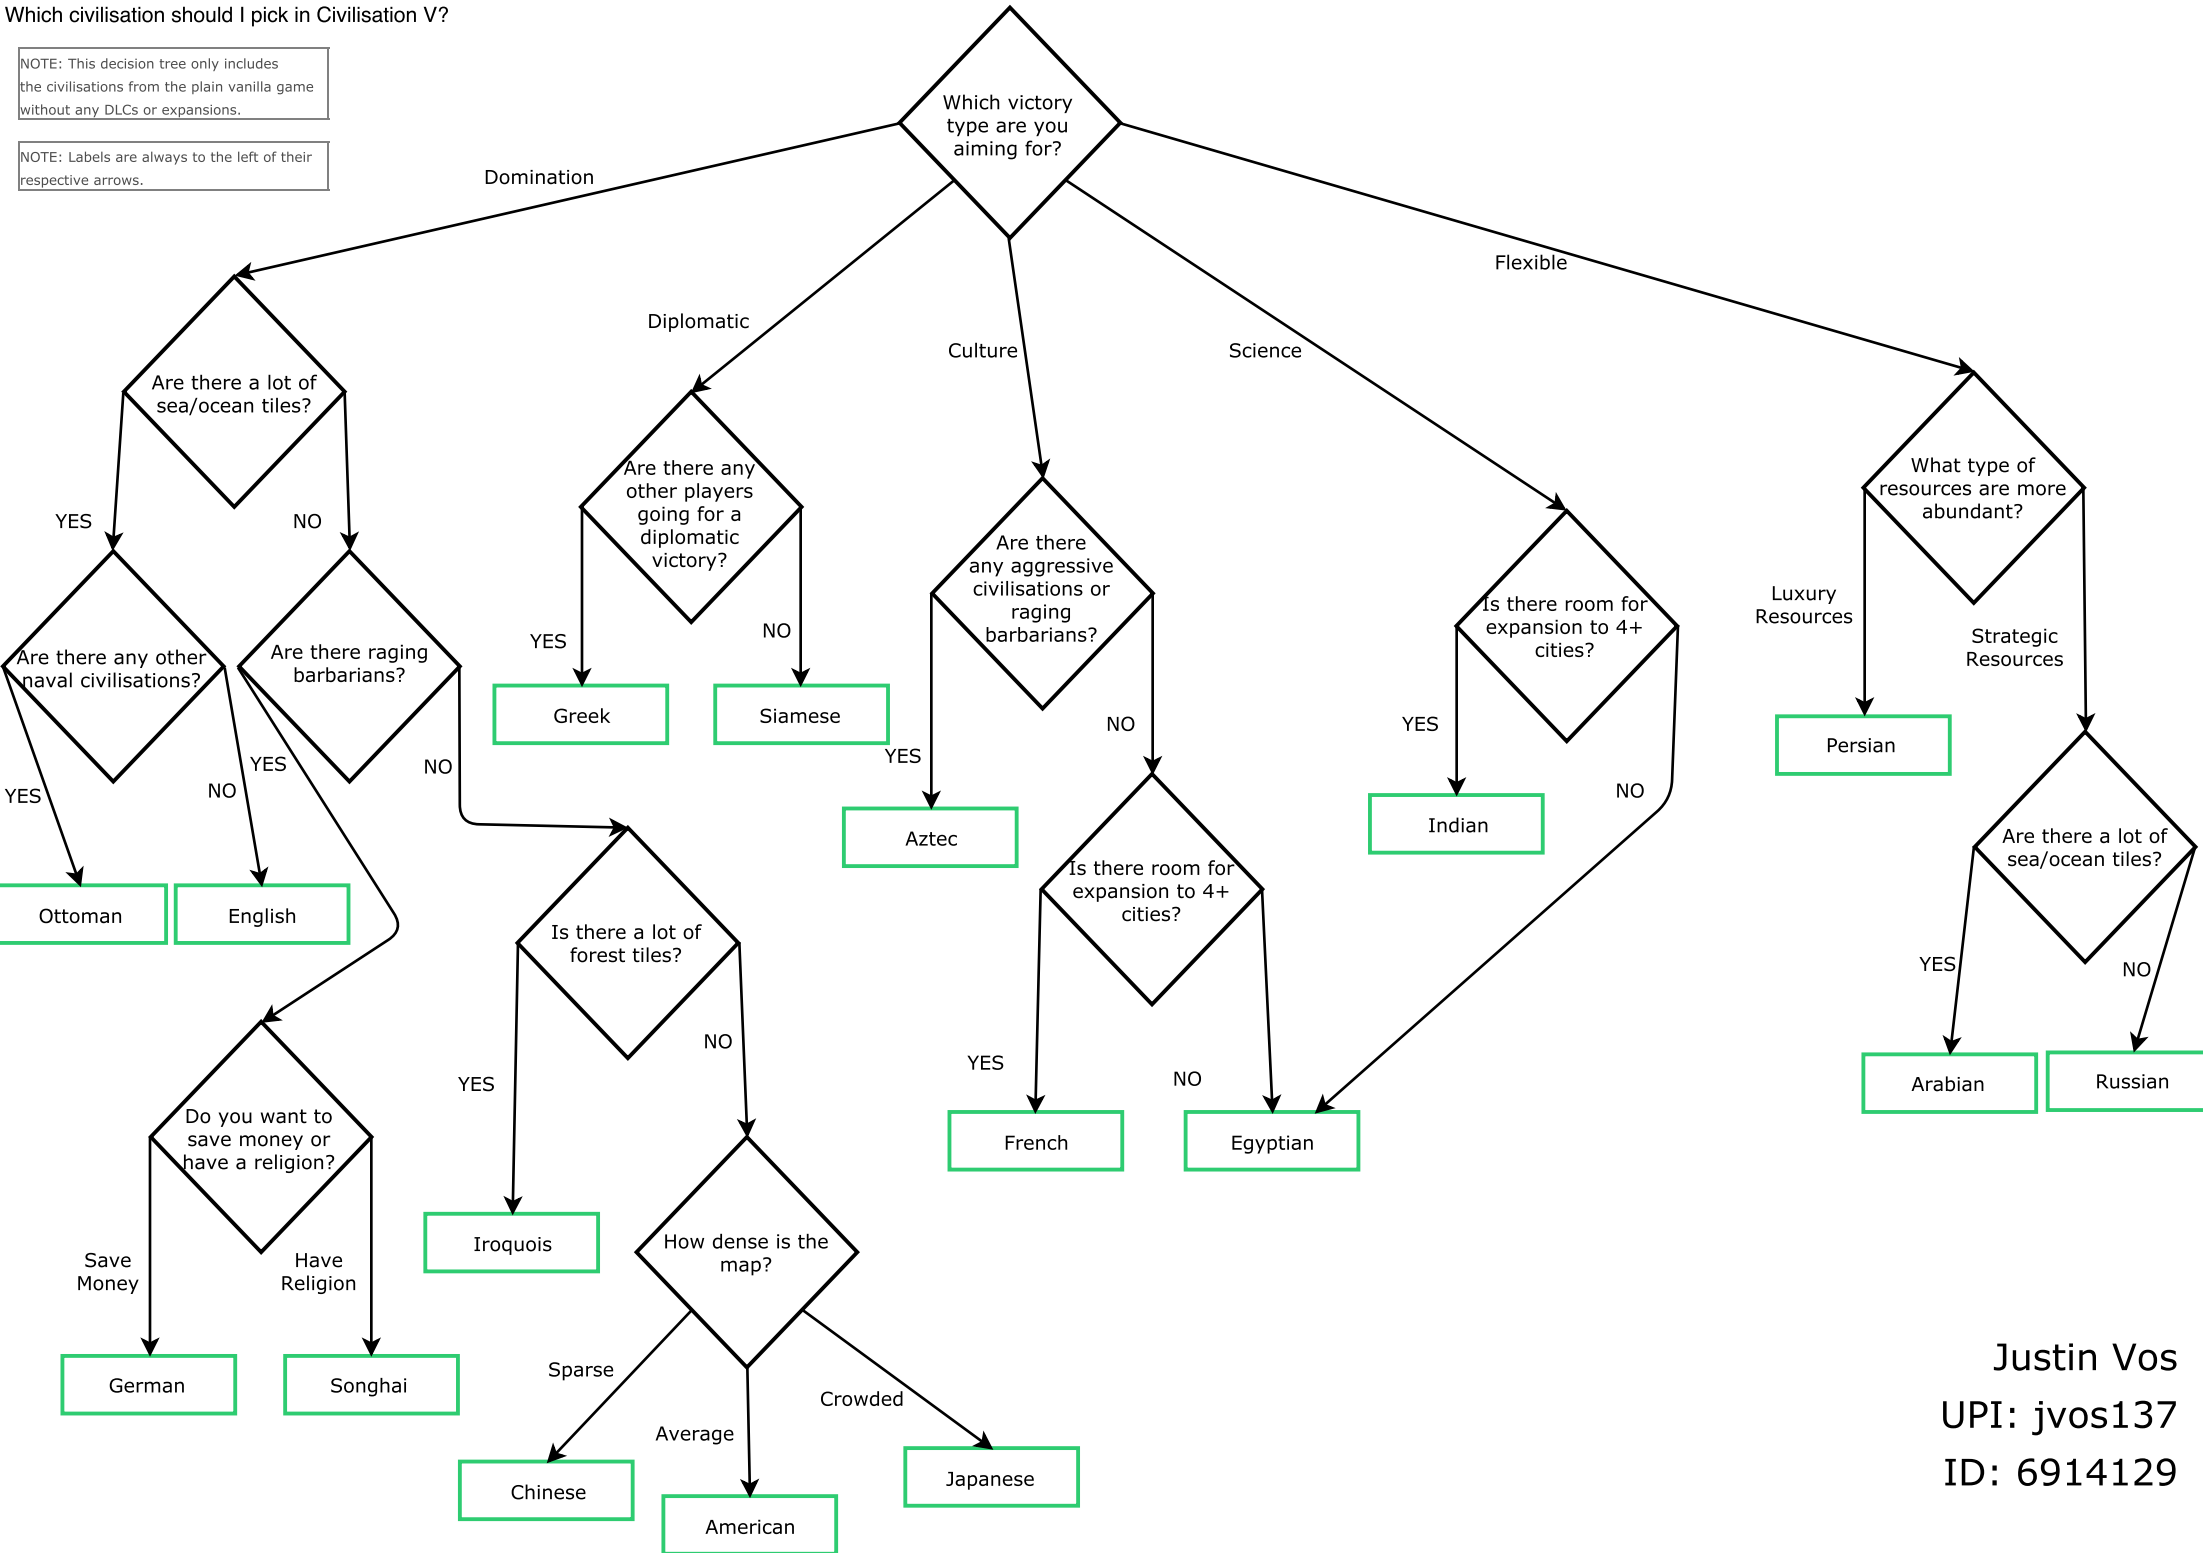 Which civilisation should I pick in Civilisation V?
NOTE: This decision tree only includes
the civilisations from the plain vanilla game
without any DLCs or expansions.
NOTE: Labels are always to the left of their
respective arrows.
Which victory
type are you
aiming for?
Domination
Diplomatic
Culture
Science
Flexible
Are there a lot of
sea/ocean tiles?
YES
NO
Are there any other
naval civilisations?
YES
NO
Ottoman
English
Are there raging
barbarians?
YES
NO
Do you want to
save money or
have a religion?
Save
Money
Have
Religion
German
Songhai
Is there a lot of
forest tiles?
YES
NO
Iroquois
How dense is the
map?
Sparse
Average
Crowded
Chinese
American
Japanese
Are there any
other players
going for a
diplomatic
victory?
YES
NO
Greek
Siamese
Are there
any aggressive
civilisations or
raging
barbarians?
YES
NO
Aztec
Is there room for
expansion to 4+
cities?
YES
NO
French
Egyptian
Is there room for
expansion to 4+
cities?
YES
NO
Indian
What type of
resources are more
abundant?
Luxury
Resources
Strategic
Resources
Persian
Are there a lot of
sea/ocean tiles?
YES
NO
Arabian
Russian
Justin Vos
UPI: jvos137
ID: 6914129